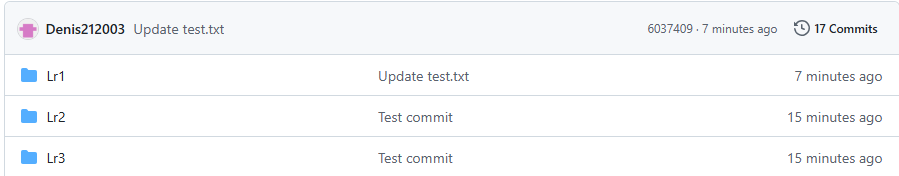 Denis212003 Update test.txt 6037409 · 7 minutes ago 17 Commits
Lr1 Update test.txt 7 minutes ago
Lr2 Test commit 15 minutes ago
Lr3 Test commit 15 minutes ago